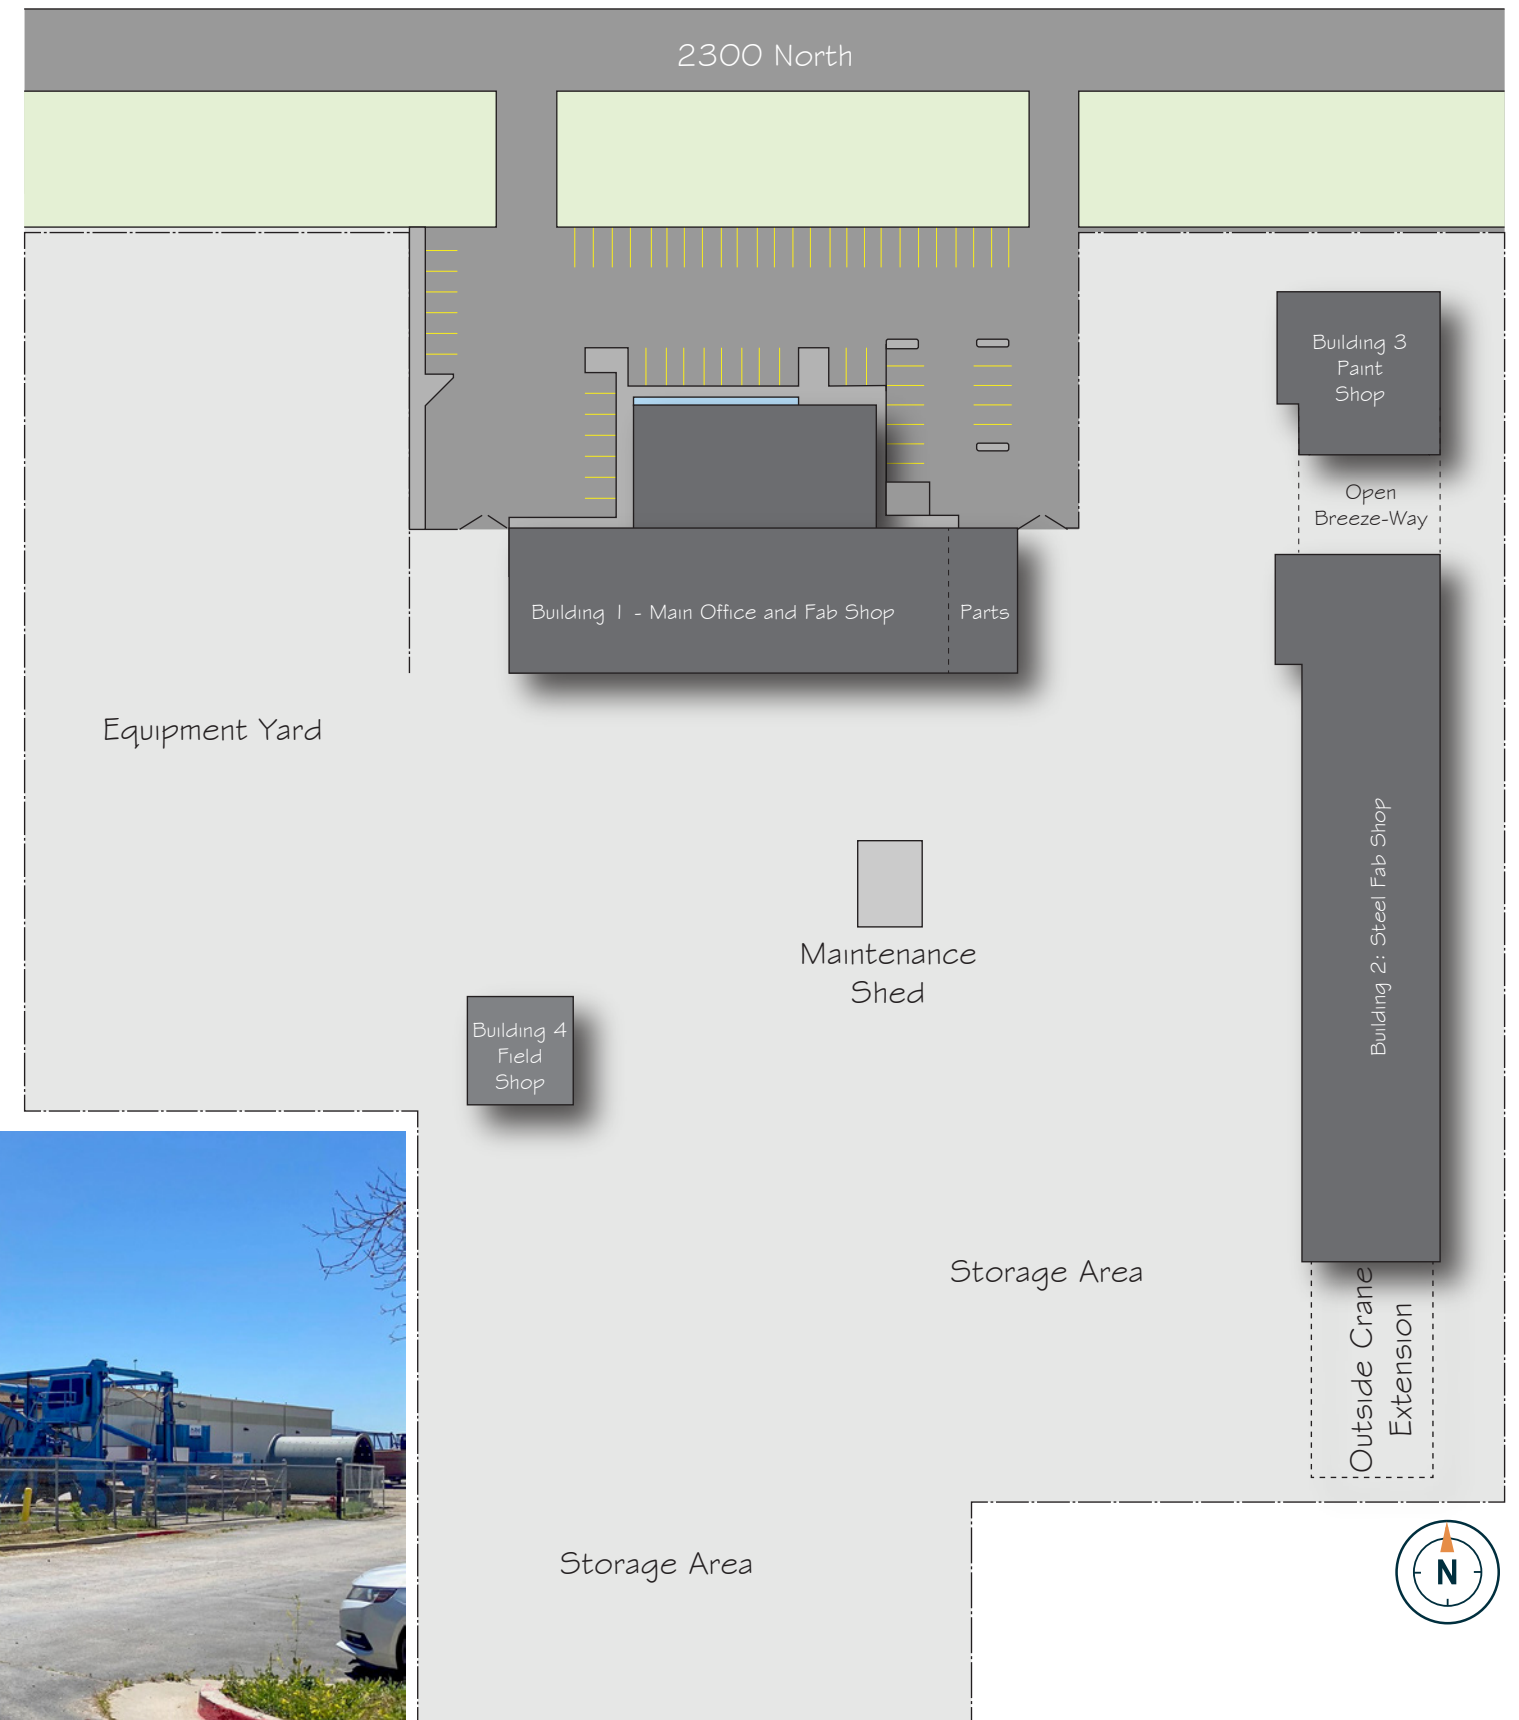 2300 North
Building 3
Paint
Shop
Open
Breeze-Way
Building 1 - Main Office and Fab Shop
Parts
Equipment Yard
Building 2: Steel Fab Shop
Maintenance
Shed
Building 4
Field
Shop
Storage Area
Outside Crane
Extension
Storage Area
N